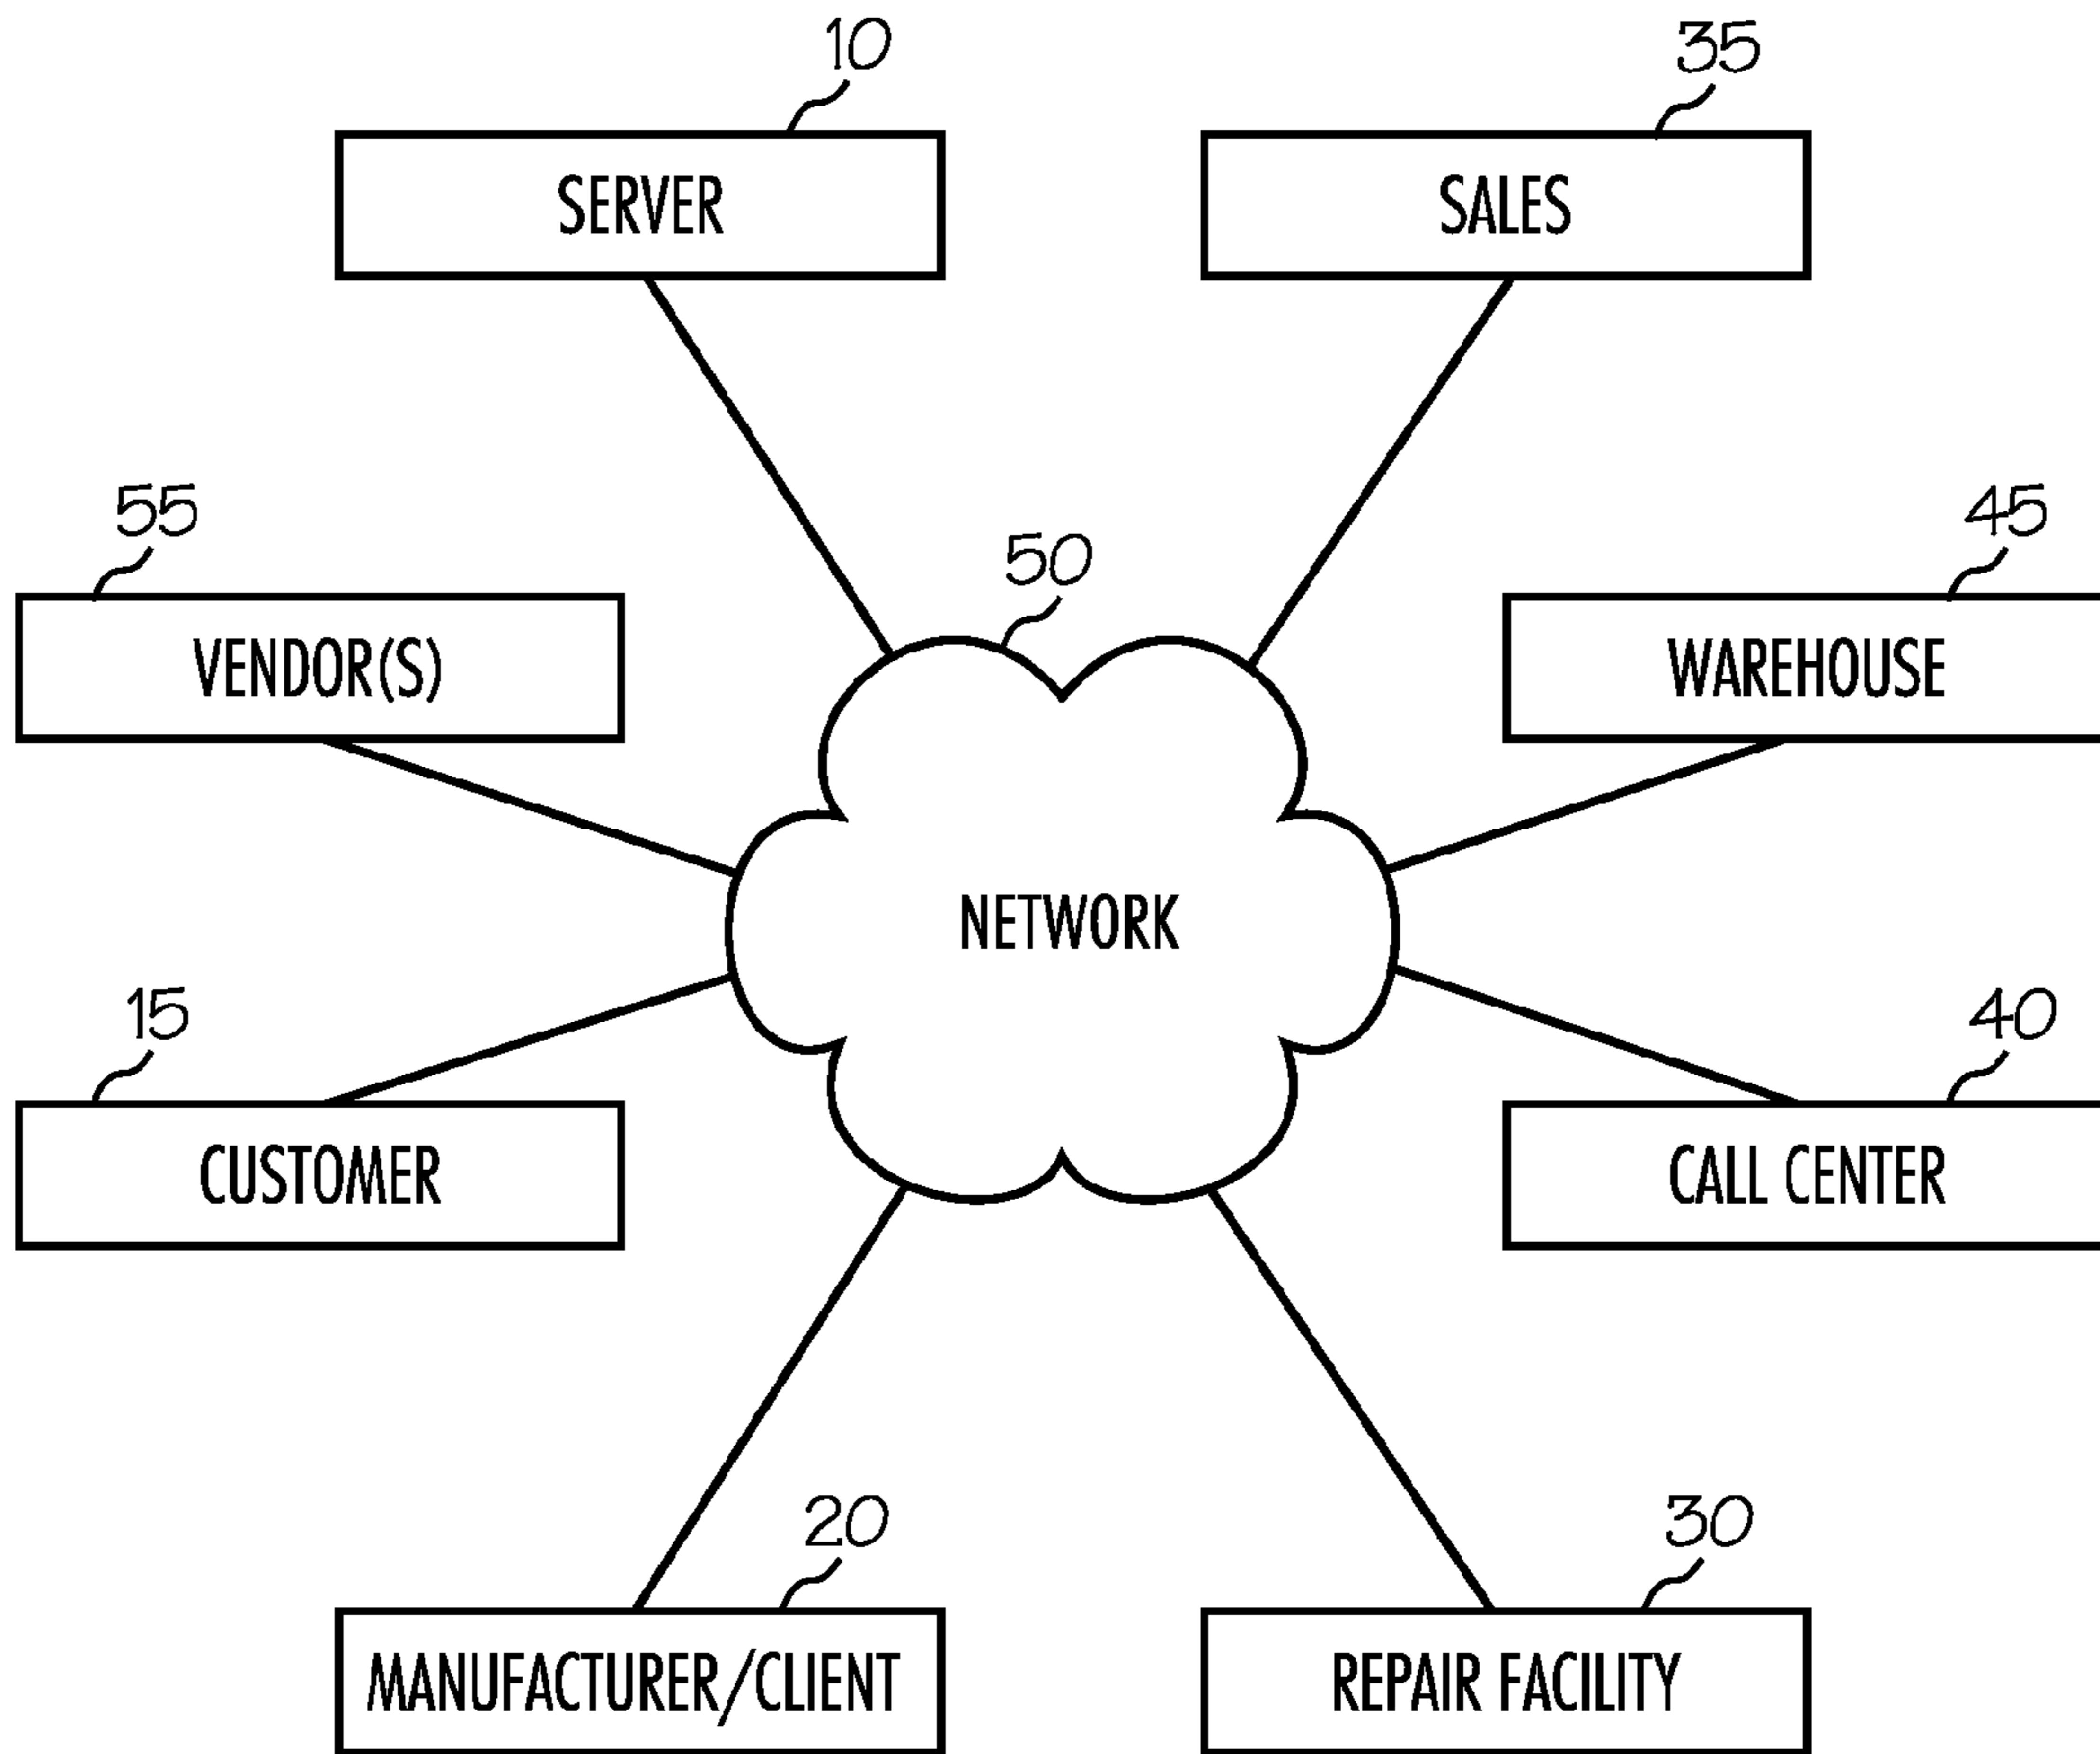 10
35
SERVER
SALES
55
50
45
VENDOR(S)
WAREHOUSE
NETWORK
15
40
CUSTOMER
CALL CENTER
20
30
MANUFACTURER/CLIENT
REPAIR FACILITY